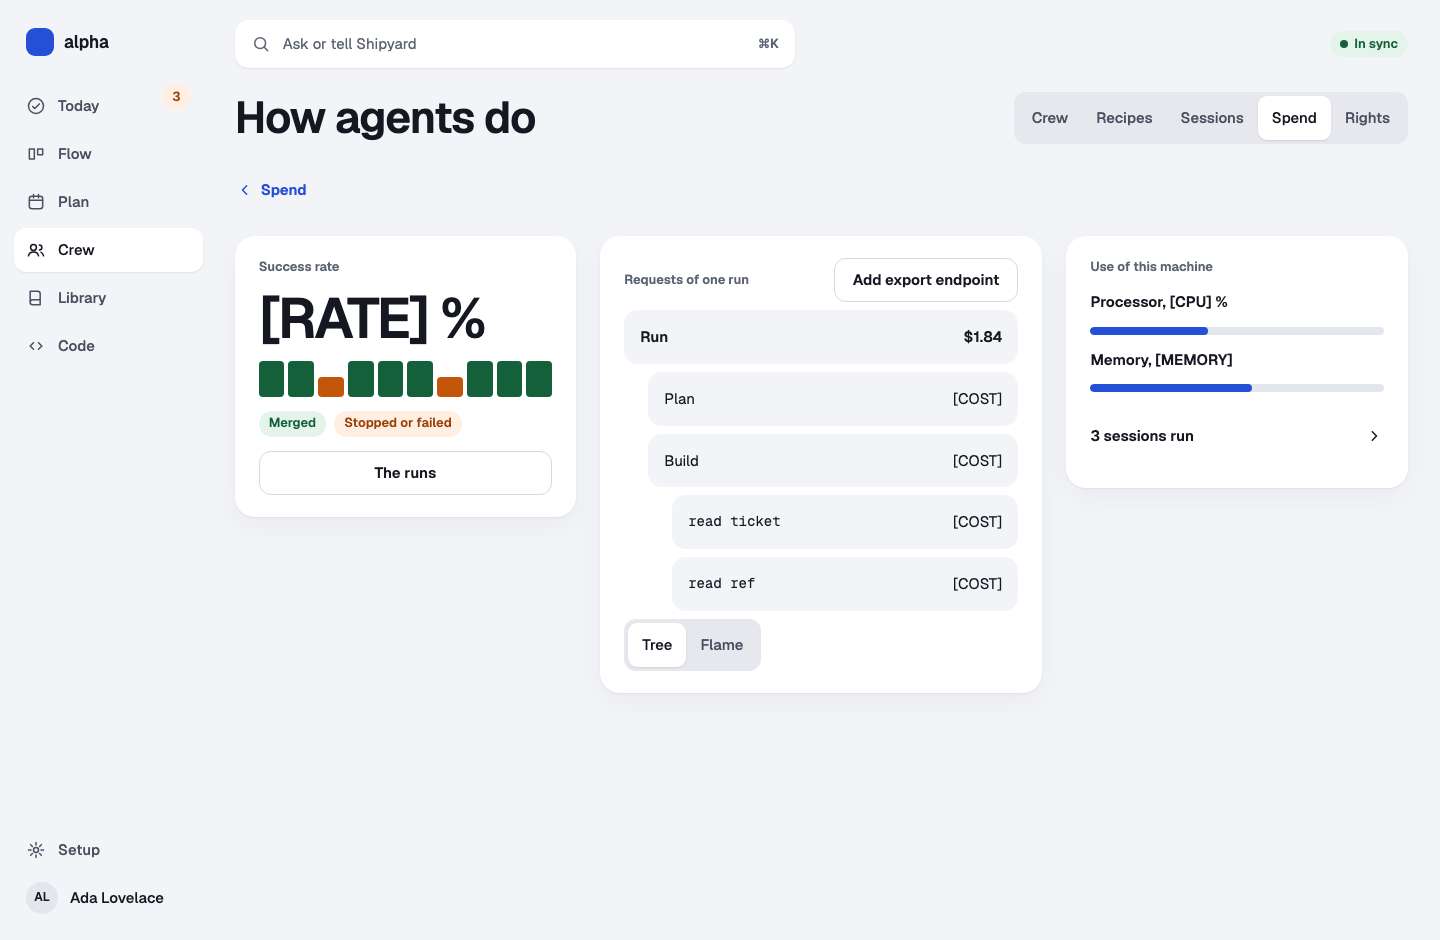 alpha
Ask or tell Shipyard
⌘K
In sync
Today
3
Flow
Plan
Crew
Library
Code
Setup
AL
Ada Lovelace
How agents do
Crew
Recipes
Sessions
Spend
Rights
Spend
Success rate
[RATE] %
Merged
Stopped or failed
The runs
Requests of one run
Add export endpoint
Run
$1.84
Plan
[COST]
Build
[COST]
read ticket
[COST]
read ref
[COST]
Tree
Flame
Use of this machine
Processor, [CPU] %
Memory, [MEMORY]
3 sessions run